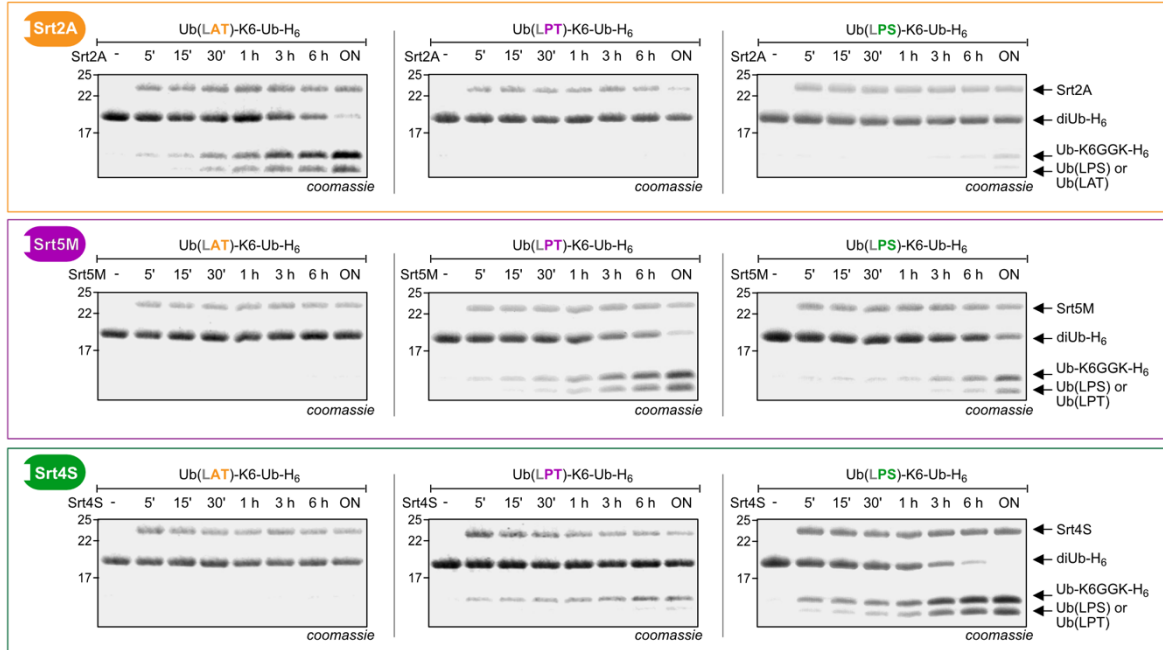 Srt2A
Ub(LAT)-K6-Ub-H6 Ub(LPT)-K6-Ub-H6 Ub(LPS)-K6-Ub-H6
Srt2A - 5' 15' 30' 1 h 3 h 6 h ON Srt2A - 5' 15' 30' 1 h 3 h 6 h ON Srt2A - 5' 15' 30' 1 h 3 h 6 h ON
25 25 25
22 22 22
17 17 17
Srt2A
diUb-H6
Ub-K6GGK-H6
Ub(LPS) or
Ub(LAT)
coomassie coomassie coomassie
Srt5M
Ub(LAT)-K6-Ub-H6 Ub(LPT)-K6-Ub-H6 Ub(LPS)-K6-Ub-H6
Srt5M - 5' 15' 30' 1 h 3 h 6 h ON Srt5M - 5' 15' 30' 1 h 3 h 6 h ON Srt5M - 5' 15' 30' 1 h 3 h 6 h ON
25 25 25
22 22 22
17 17 17
Srt5M
diUb-H6
Ub-K6GGK-H6
Ub(LPS) or
Ub(LPT)
coomassie coomassie coomassie
Srt4S
Ub(LAT)-K6-Ub-H6 Ub(LPT)-K6-Ub-H6 Ub(LPS)-K6-Ub-H6
Srt4S - 5' 15' 30' 1 h 3 h 6 h ON Srt4S - 5' 15' 30' 1 h 3 h 6 h ON Srt4S - 5' 15' 30' 1 h 3 h 6 h ON
25 25 25
22 22 22
17 17 17
Srt4S
diUb-H6
Ub-K6GGK-H6
Ub(LPS) or
Ub(LPT)
coomassie coomassie coomassie